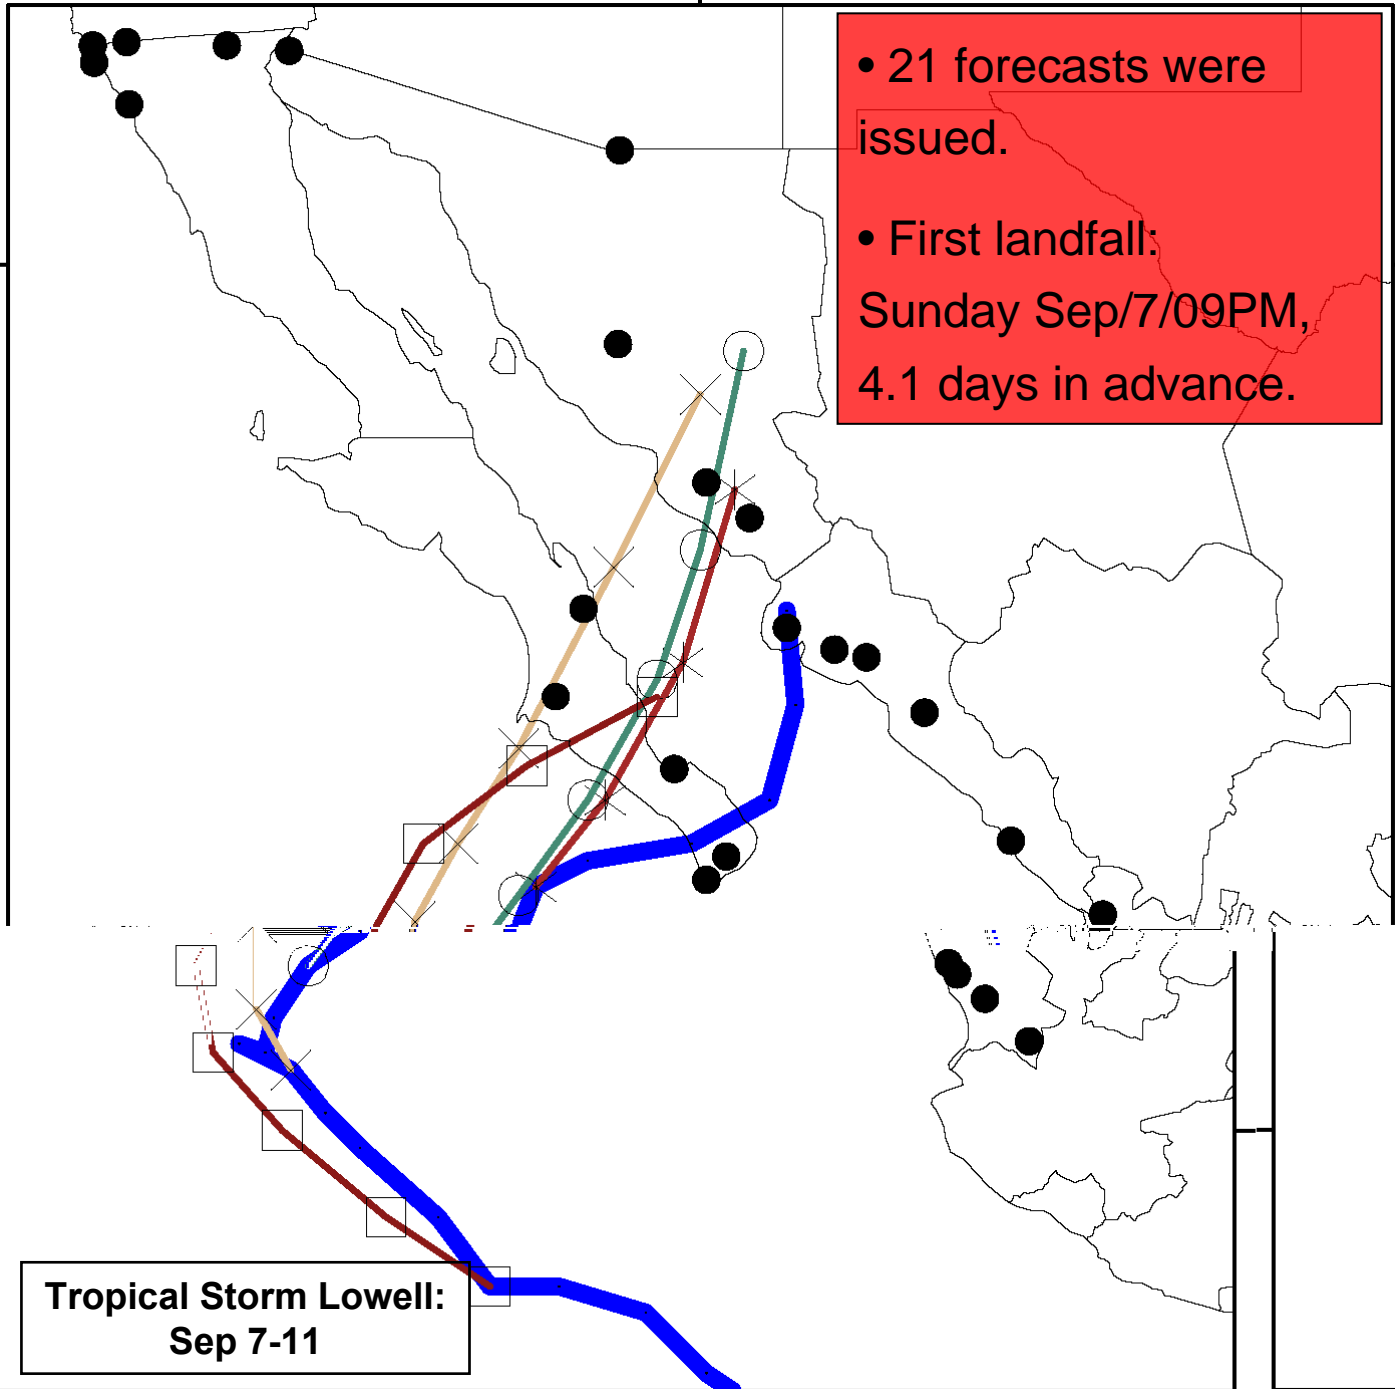 • 21 forecasts were
issued.
• First landfall:
Sunday Sep/7/09PM,
4.1 days in advance.
Tropical Storm Lowell:
Sep 7-11